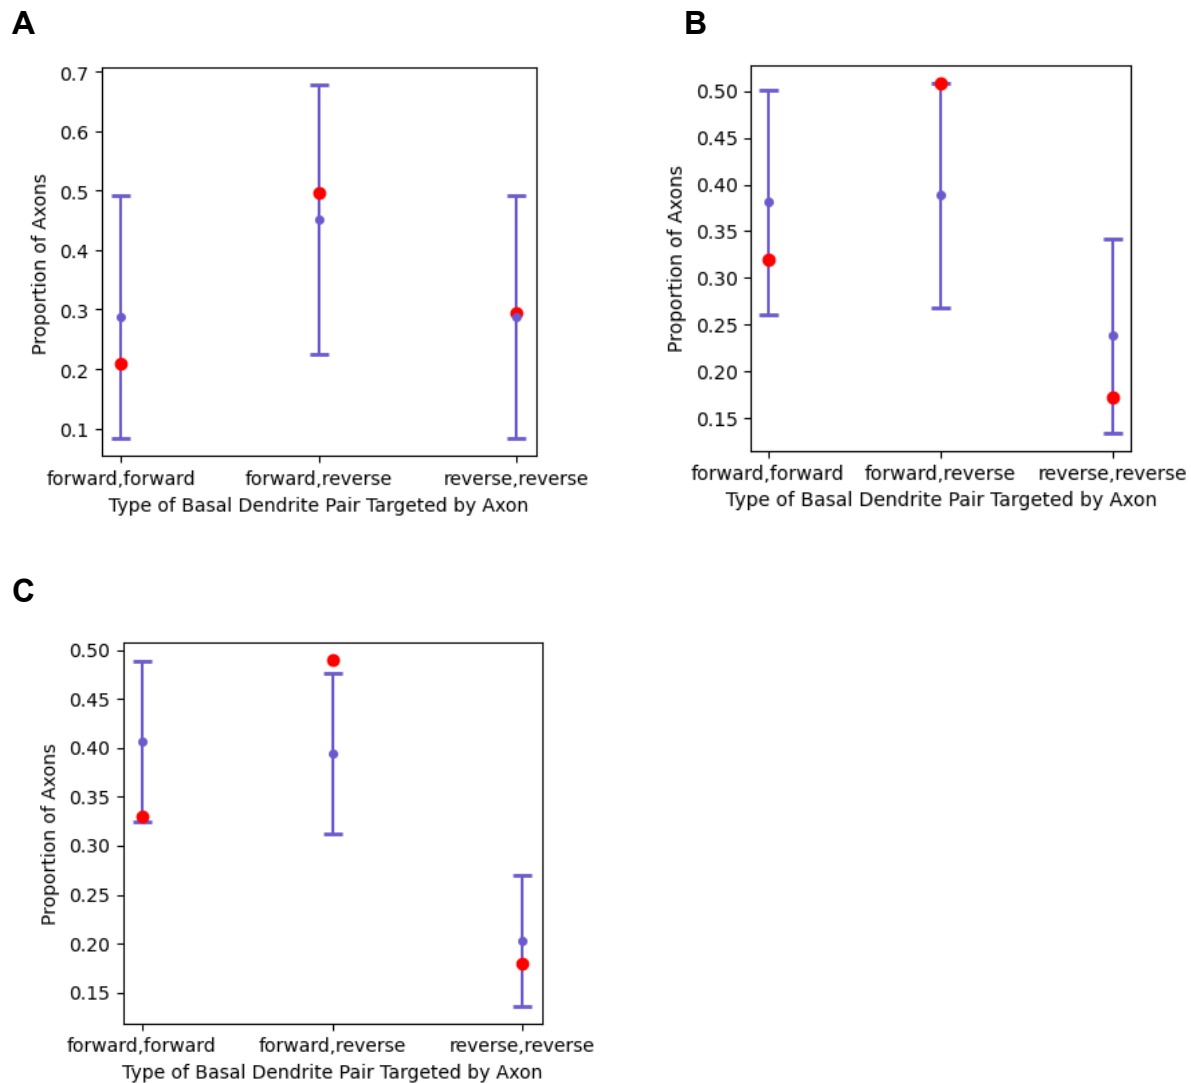 A
0.7
0.6
0.5
0.4
0.3
0.2
0.1
Proportion of Axons
forward,forward forward,reverse reverse,reverse
Type of Basal Dendrite Pair Targeted by Axon
B
0.50
0.45
0.40
0.35
0.30
0.25
0.20
0.15
Proportion of Axons
forward,forward forward,reverse reverse,reverse
Type of Basal Dendrite Pair Targeted by Axon
C
0.50
0.45
0.40
0.35
0.30
0.25
0.20
0.15
Proportion of Axons
forward,forward forward,reverse reverse,reverse
Type of Basal Dendrite Pair Targeted by Axon